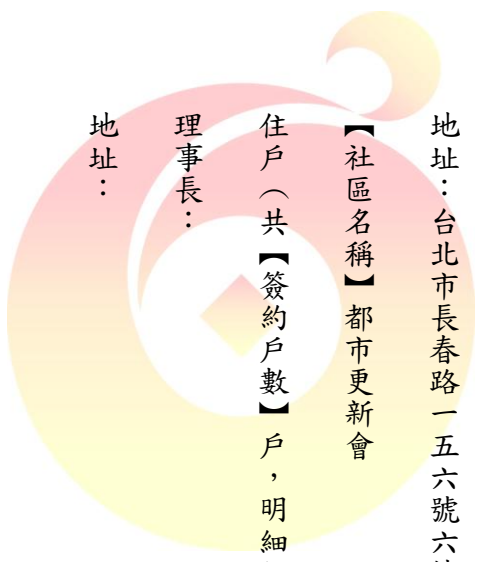 地址：台北市長春路一五六號六
【社區名稱】都市更新會
住戶（共【簽約戶數】戶，明細
理事長：
地址：